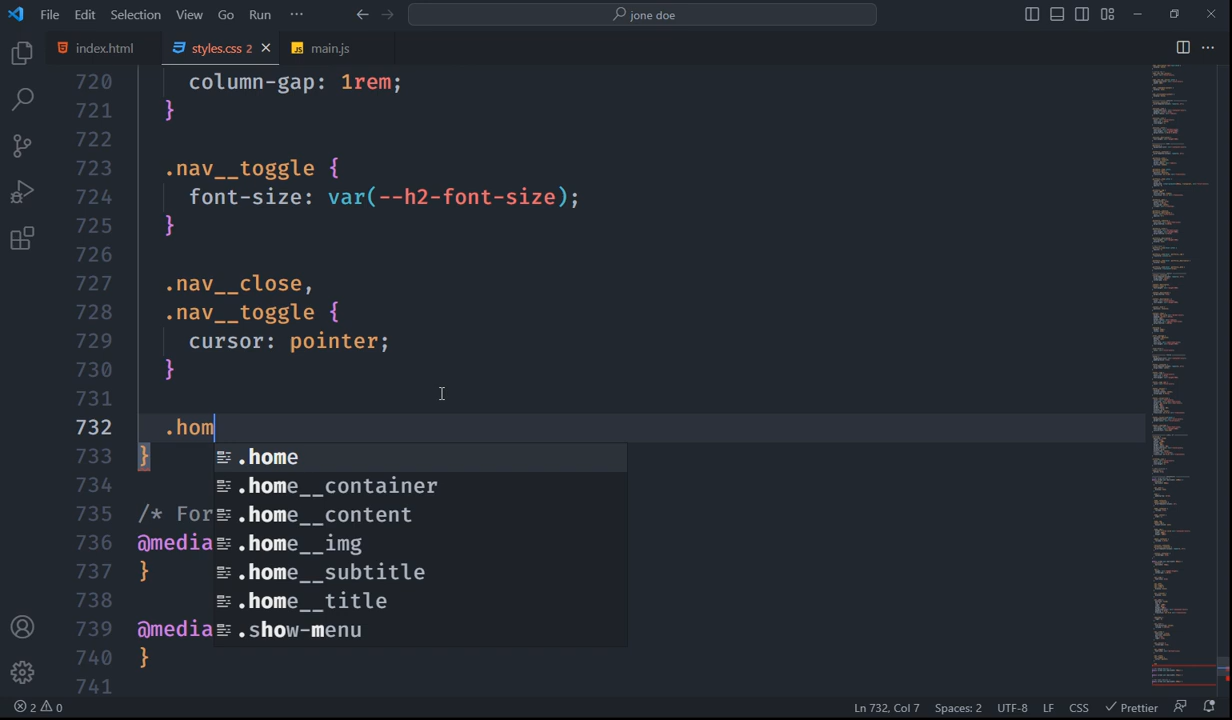 File Edit Selection View Go Run ··· jone doe
index.html styles.css 2 main.js
720 column-gap: 1rem;
721 }
722
723 .nav__toggle {
724 font-size: var(--h2-font-size);
725 }
726
727 .nav__close,
728 .nav__toggle {
729 cursor: pointer;
730 }
731
732 .hom
733 } .home
734 .home__container
735 /* For .home__content
736 @media .home__img
737 } .home__subtitle
738 .home__title
739 @media .show-menu
740 }
741
2 0 Ln 732, Col 7 Spaces: 2 UTF-8 LF CSS Prettier